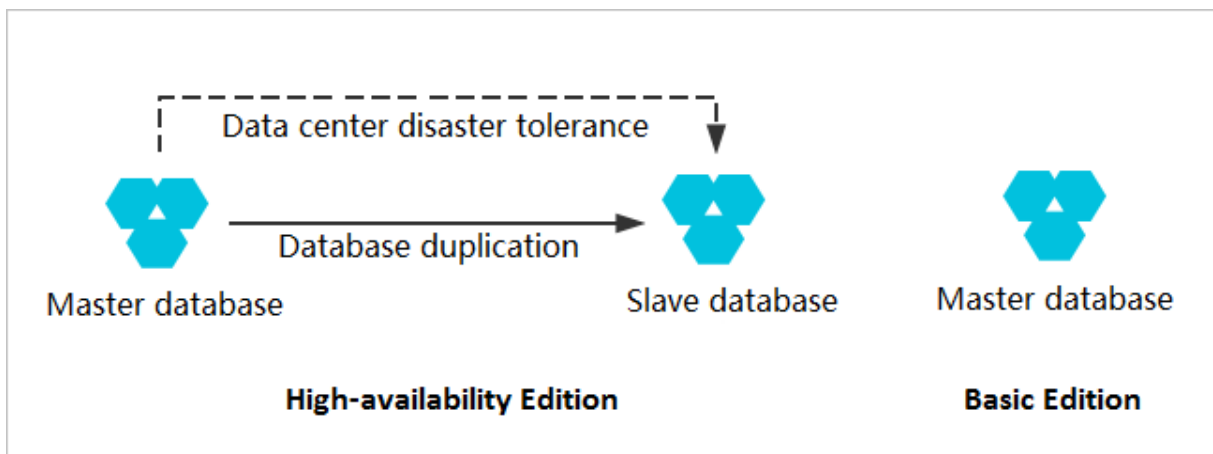 Data center disaster tolerance
Database duplication
Master database
Slave database
Master database
High-availability Edition
Basic Edition